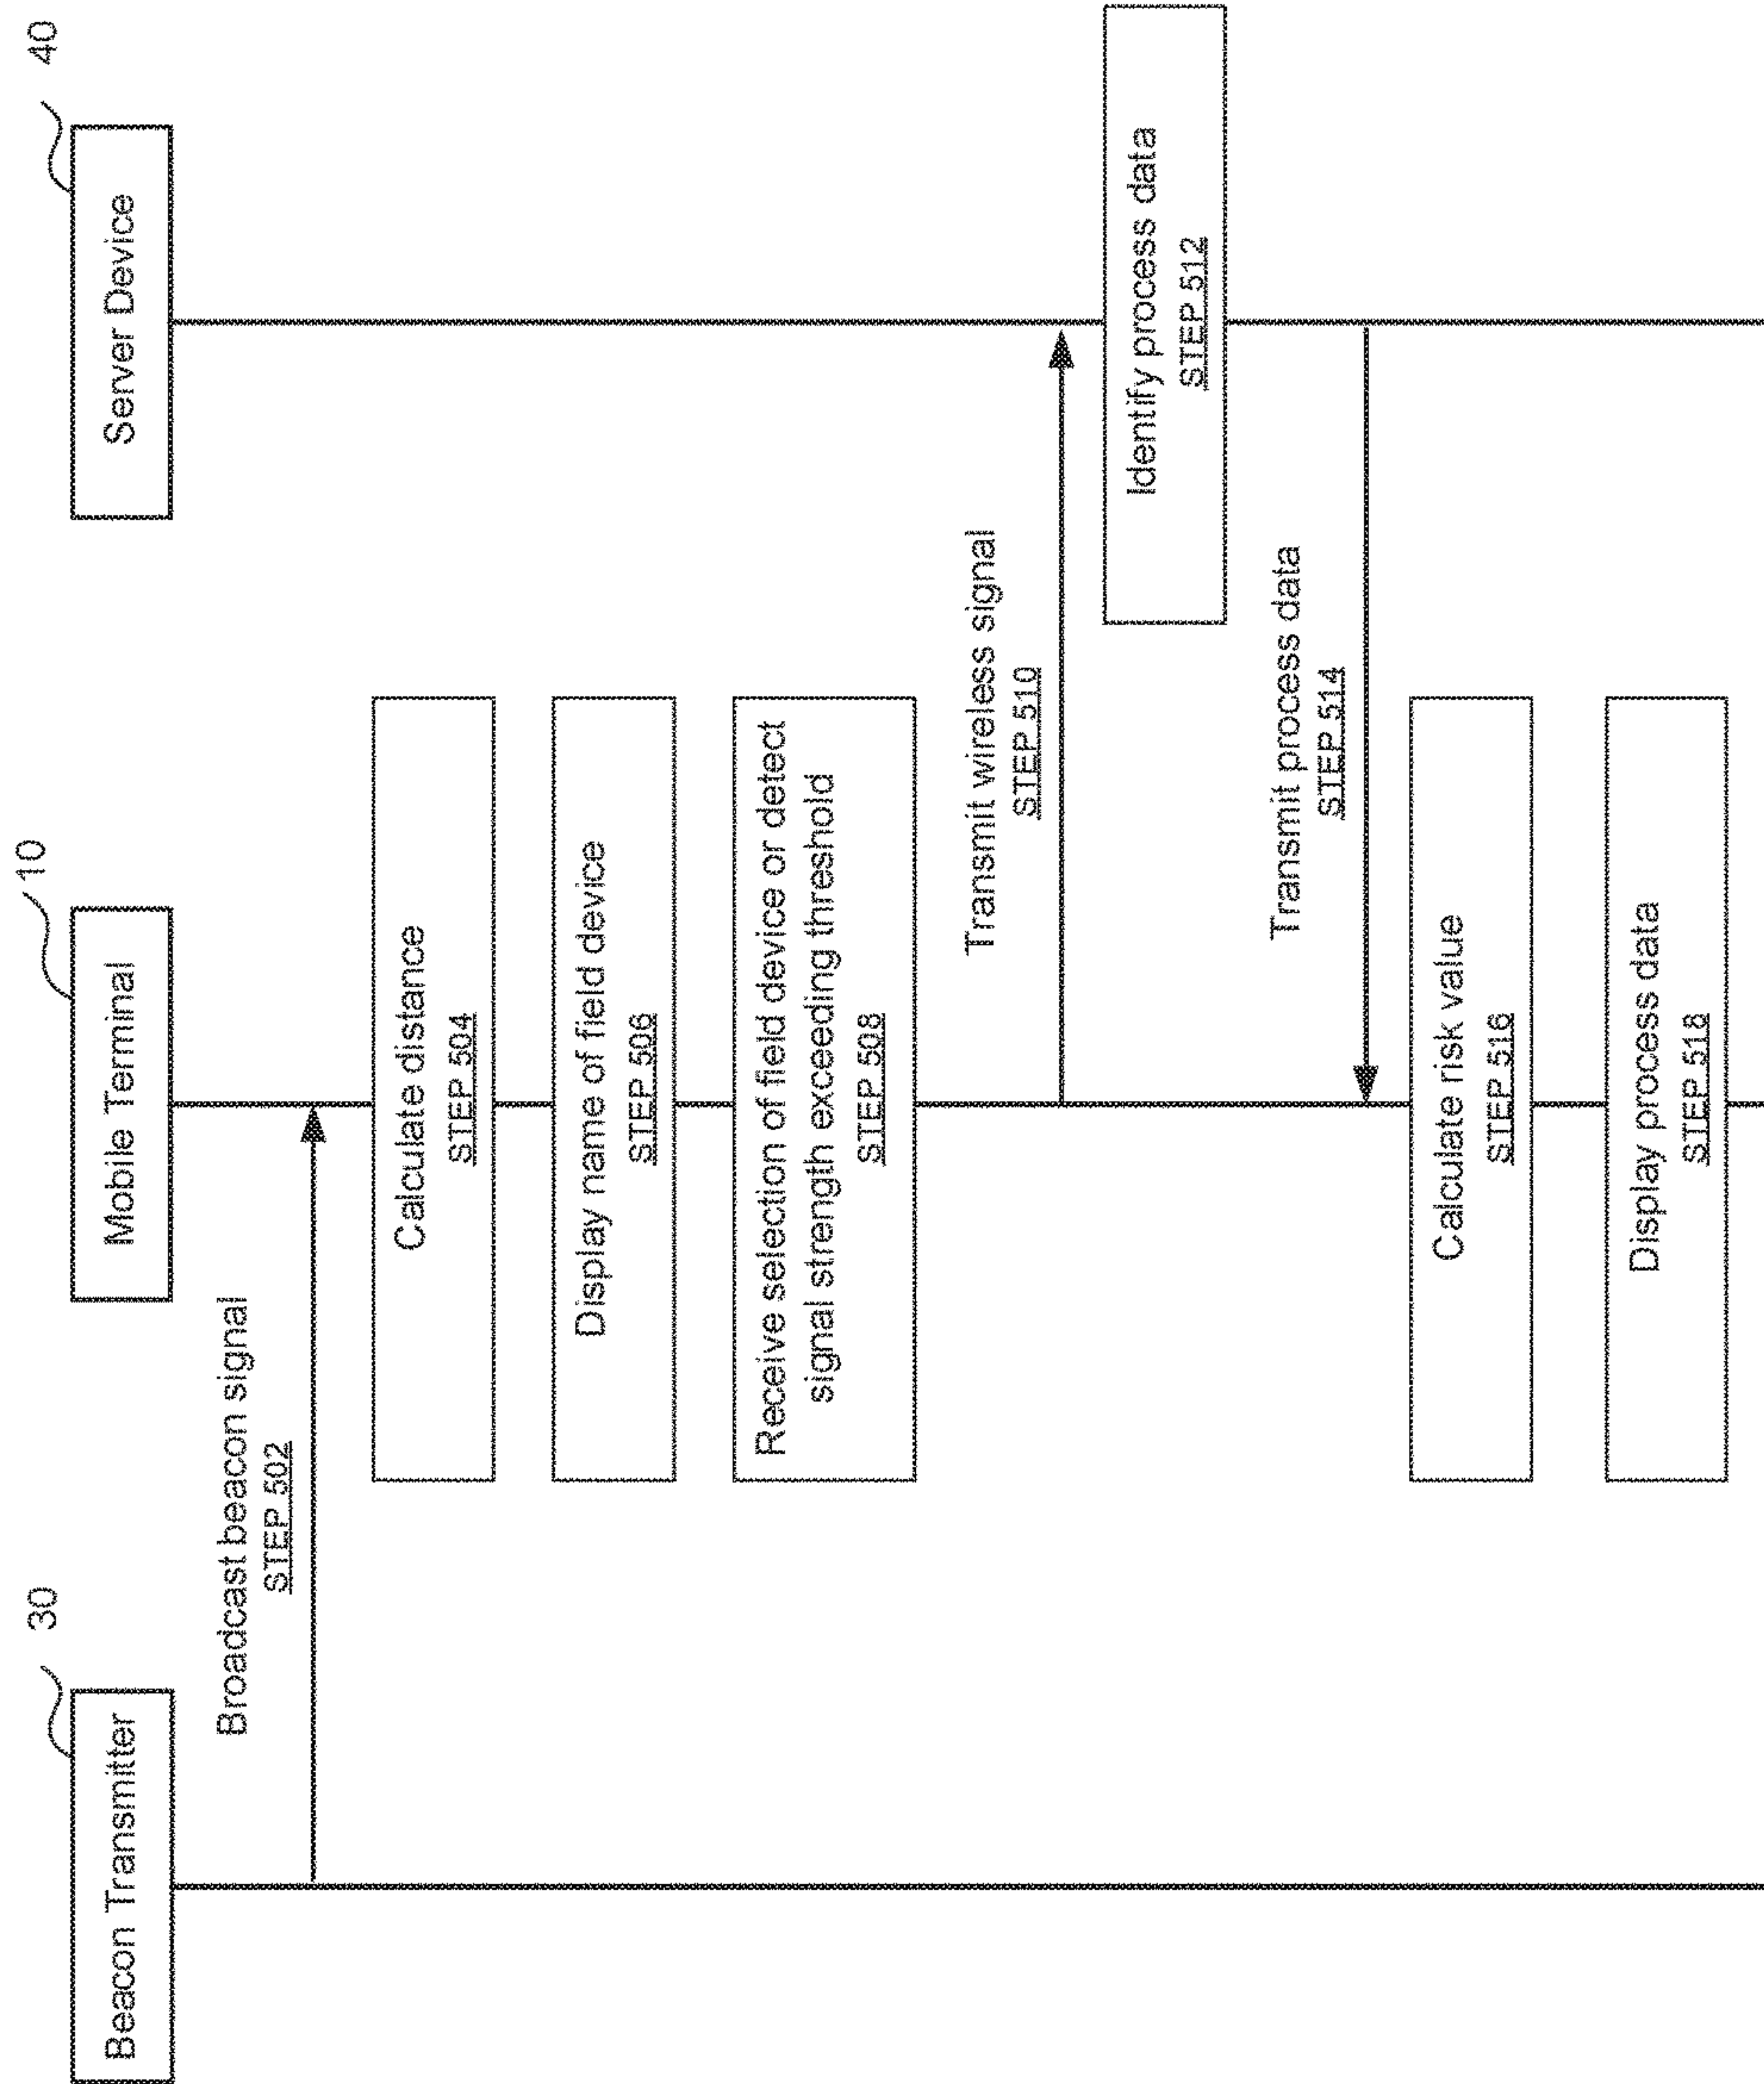 30
10
40
Beacon Transmitter
Mobile Terminal
Server Device
Broadcast beacon signal
STEP 502
Calculate distance
STEP 504
Display name of field device
STEP 506
Receive selection of field device or detect
signal strength exceeding threshold
STEP 508
Transmit wireless signal
STEP 510
Identify process data
STEP 512
Transmit process data
STEP 514
Calculate risk value
STEP 516
Display process data
STEP 518